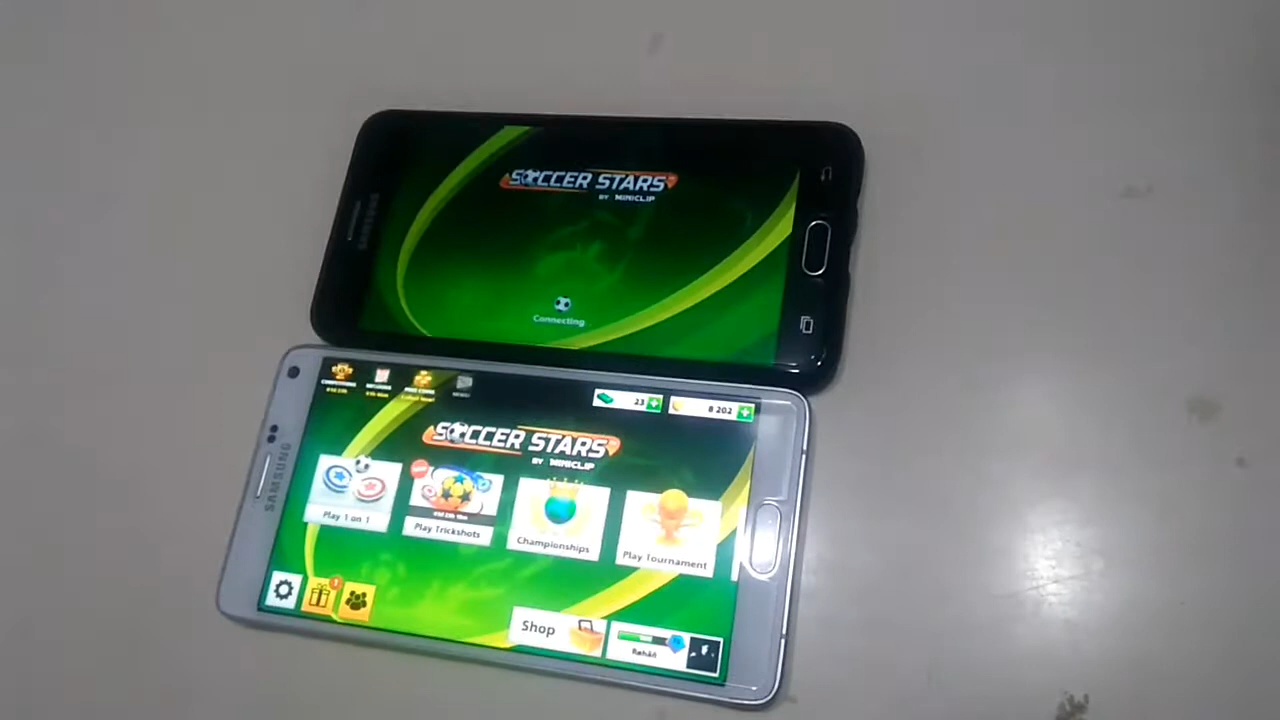 SAMSUNG
SOCCER STARS
BY MINICLIP
Connecting
SAMSUNG
23
8 202
SOCCER STARS
BY MINICLIP
Play 1 on 1
Play Trickshots
Championships
Play Tournament
1
Shop